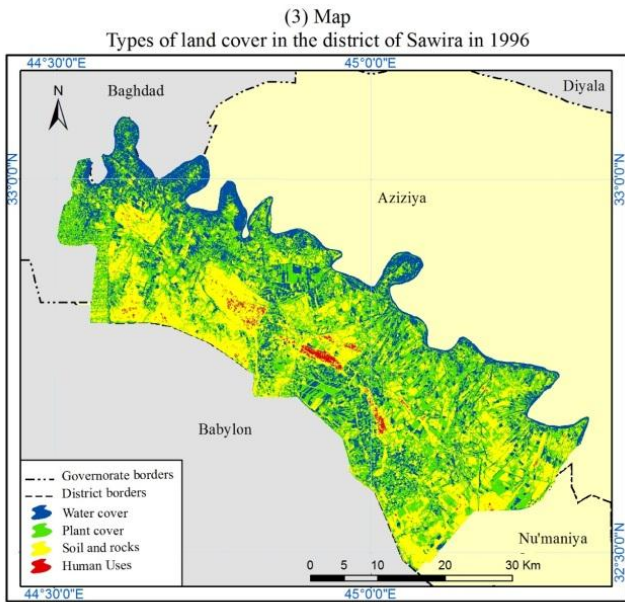 (3) Map
Types of land cover in the district of Sawira in 1996
44°30'0"E
45°0'0"E
N
Baghdad
Diyala
33°0'0"N
33°0'0"N
Aziziya
Babylon
Nu'maniya
Governorate borders
District borders
Water cover
Plant cover
Soil and rocks
Human Uses
0 5 10 20 30 Km
32°30'0"N
44°30'0"E
45°0'0"E